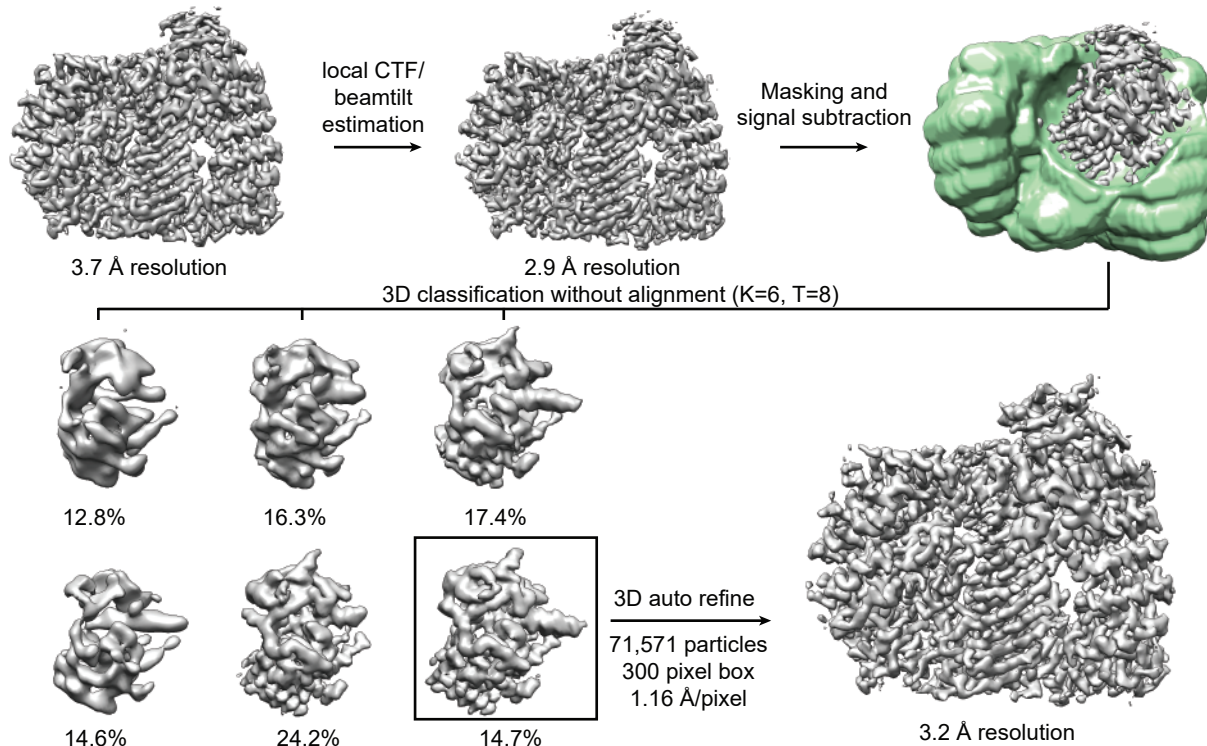 local CTF/
beamtilt
estimation
Masking and
signal subtraction
3.7 Å resolution
2.9 Å resolution
3D classification without alignment (K=6, T=8)
12.8%
16.3%
17.4%
14.6%
24.2%
14.7%
3D auto refine
71,571 particles
300 pixel box
1.16 Å/pixel
3.2 Å resolution